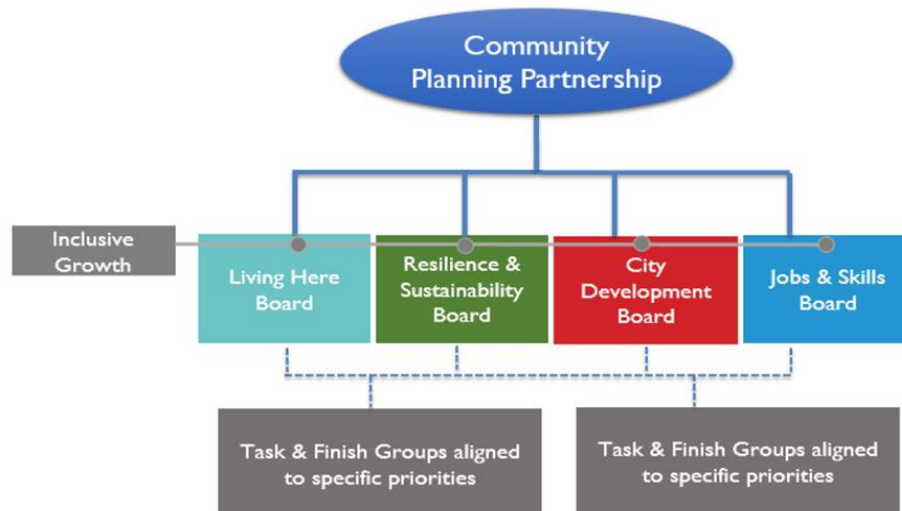 Community
Planning Partnership
Inclusive
Growth
Living Here
Board
Resilience &
Sustainability
Board
City
Development
Board
Jobs & Skills
Board
Task & Finish Groups aligned
to specific priorities
Task & Finish Groups aligned
to specific priorities